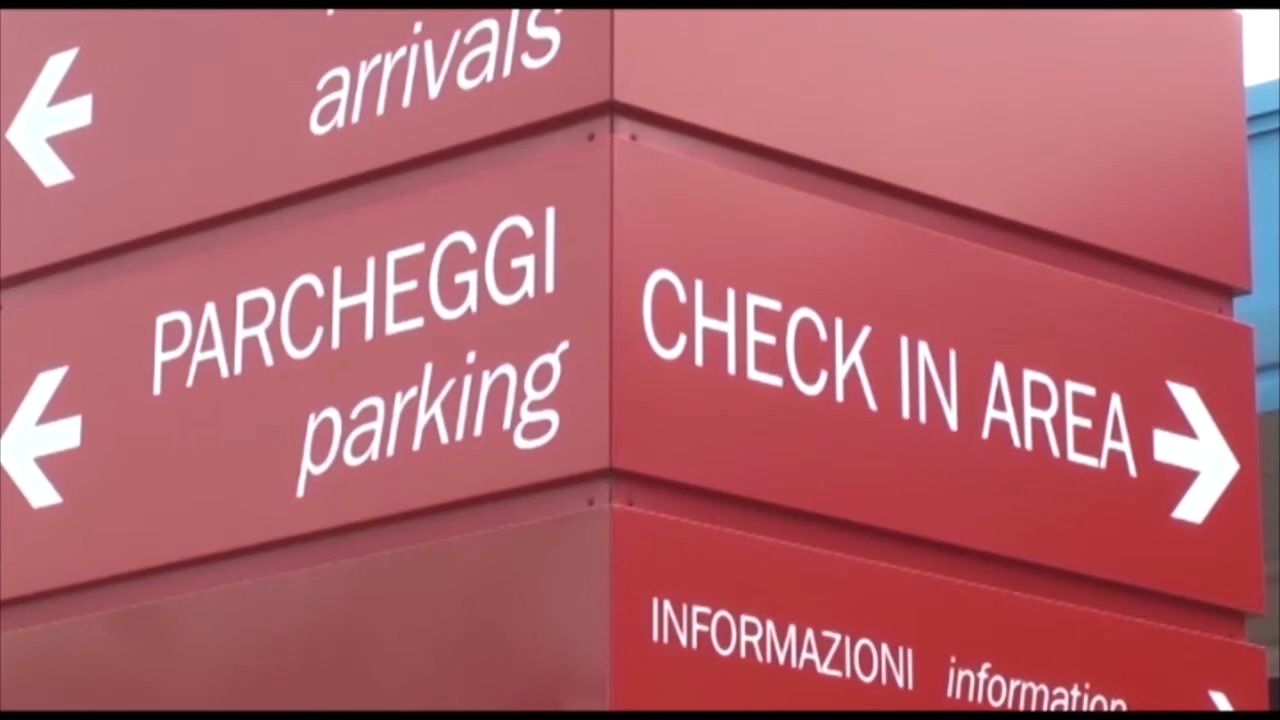 arrivals
PARCHEGGI
parking
CHECK IN AREA
INFORMAZIONI information